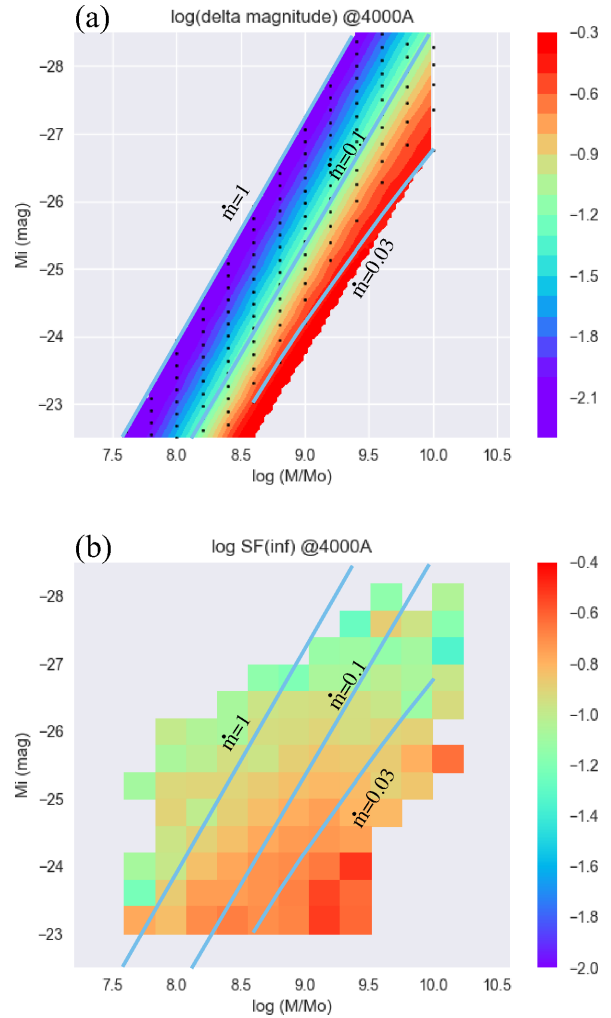 (a) log(delta magnitude) @4000A
−28
−27
−26
−25
−24
−23
Mi (mag)
ṁ=1
ṁ=0.1
ṁ=0.03
7.5 8.0 8.5 9.0 9.5 10.0 10.5
log (M/Mo)
−0.3
−0.6
−0.9
−1.2
−1.5
−1.8
−2.1
(b) log SF(inf) @4000A
−28
−27
−26
−25
−24
−23
Mi (mag)
ṁ=1
ṁ=0.1
ṁ=0.03
7.5 8.0 8.5 9.0 9.5 10.0 10.5
log (M/Mo)
−0.4
−0.6
−0.8
−1.0
−1.2
−1.4
−1.6
−1.8
−2.0